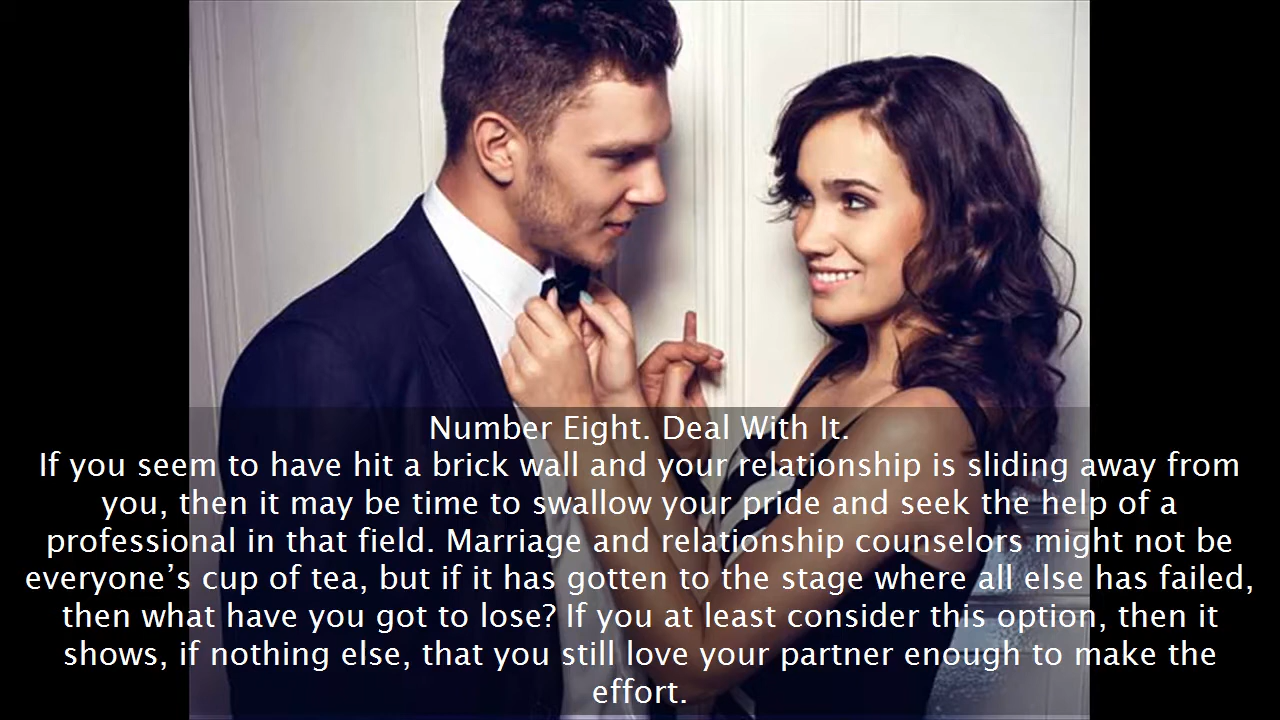 Number Eight. Deal With It.
If you seem to have hit a brick wall and your relationship is sliding away from
you, then it may be time to swallow your pride and seek the help of a
professional in that field. Marriage and relationship counselors might not be
everyone’s cup of tea, but if it has gotten to the stage where all else has failed,
then what have you got to lose? If you at least consider this option, then it
shows, if nothing else, that you still love your partner enough to make the
effort.